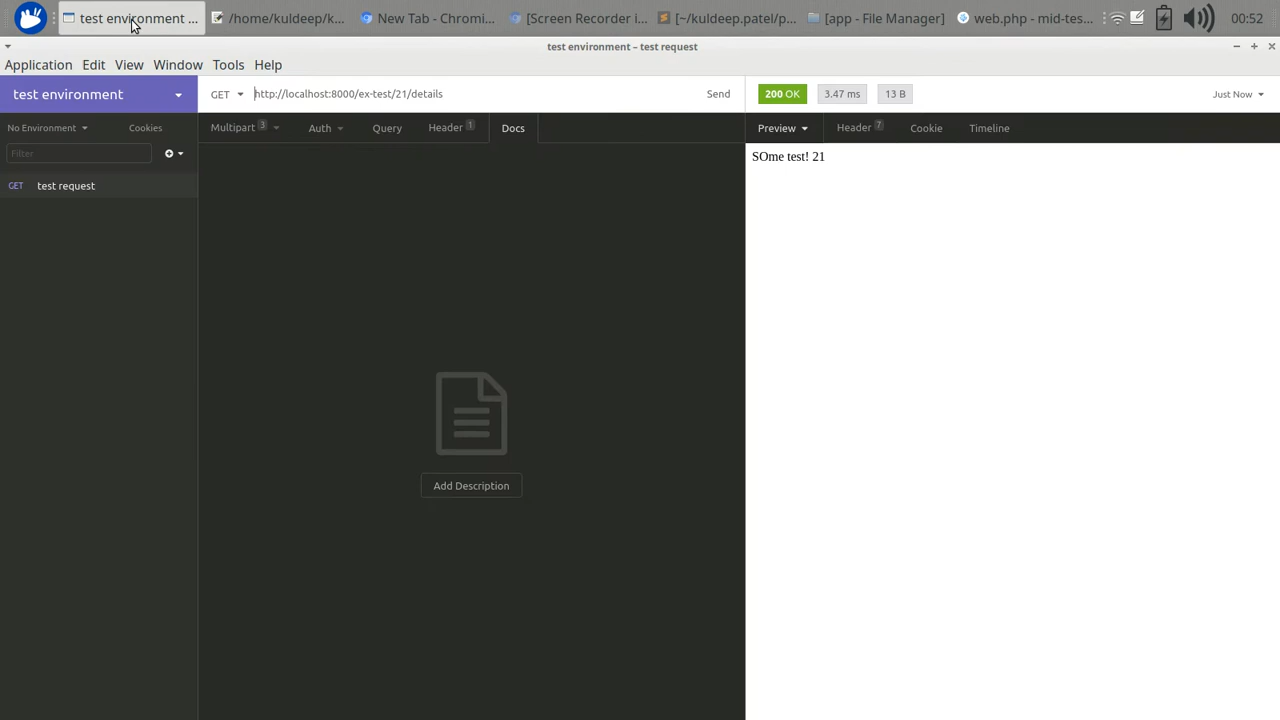 test environment ...
/home/kuldeep/k...
New Tab - Chromi...
[Screen Recorder i...
[~/kuldeep.patel/p...
[app - File Manager]
web.php - mid-tes...
00:52
test environment – test request
Application Edit View Window Tools Help
test environment
GET http://localhost:8000/ex-test/21/details Send
200 OK 3.47 ms 13 B Just Now
No Environment Cookies
Multipart 3 Auth Query Header 1 Docs
Preview Header 7 Cookie Timeline
Filter
SOme test! 21
GET test request
Add Description